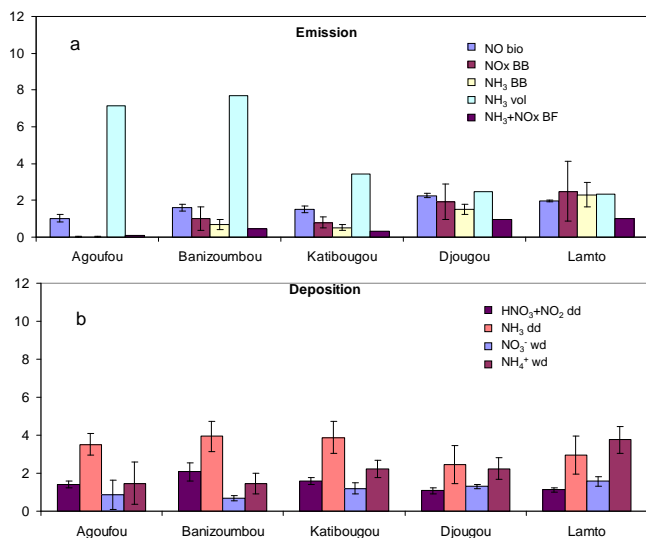 12
10
8
6
4
2
0
a
Emission
NO bio
NOx BB
NH₃ BB
NH₃ vol
NH₃+NOx BF
Agoufou Banizoumbou Katibougou Djougou Lamto
12
10
8
6
4
2
0
b
Deposition
HNO₃+NO₂ dd
NH₃ dd
NO₃⁻ wd
NH₄⁺ wd
Agoufou Banizoumbou Katibougou Djougou Lamto